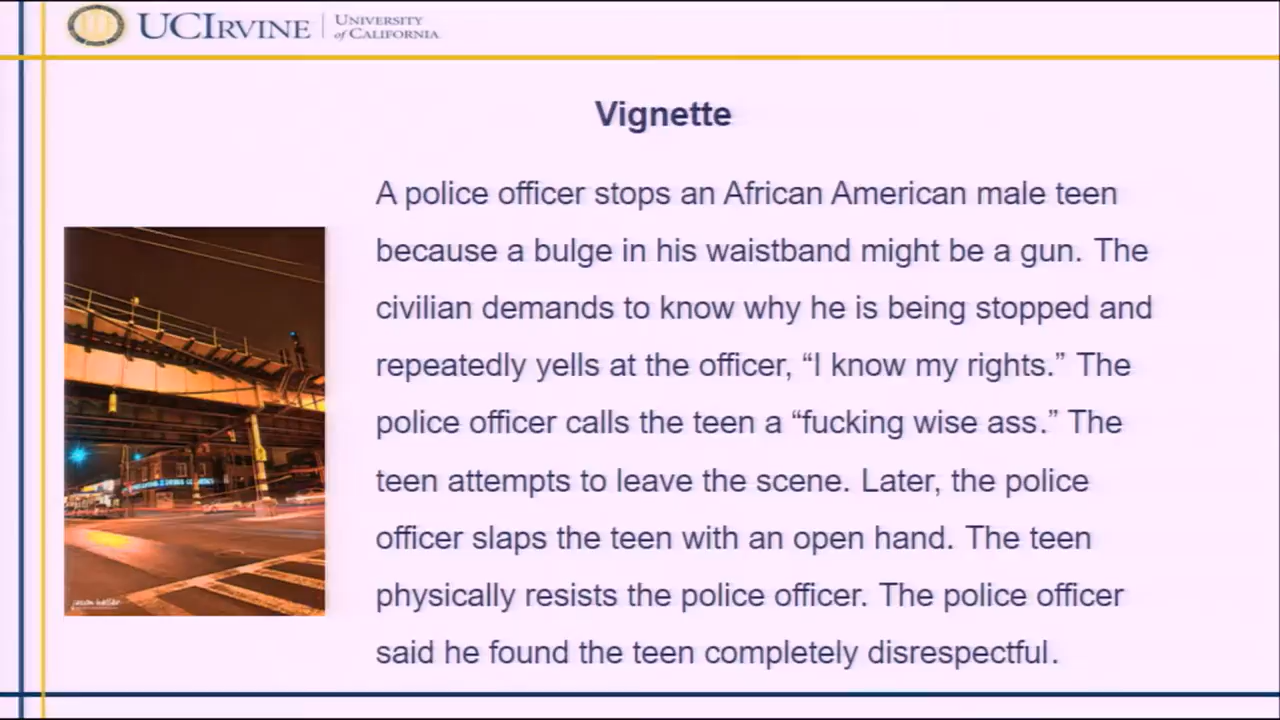 UCIRVINE
UNIVERSITY
of CALIFORNIA
Vignette
A police officer stops an African American male teen
because a bulge in his waistband might be a gun. The
civilian demands to know why he is being stopped and
repeatedly yells at the officer, “I know my rights.” The
police officer calls the teen a “fucking wise ass.” The
teen attempts to leave the scene. Later, the police
officer slaps the teen with an open hand. The teen
physically resists the police officer. The police officer
said he found the teen completely disrespectful.